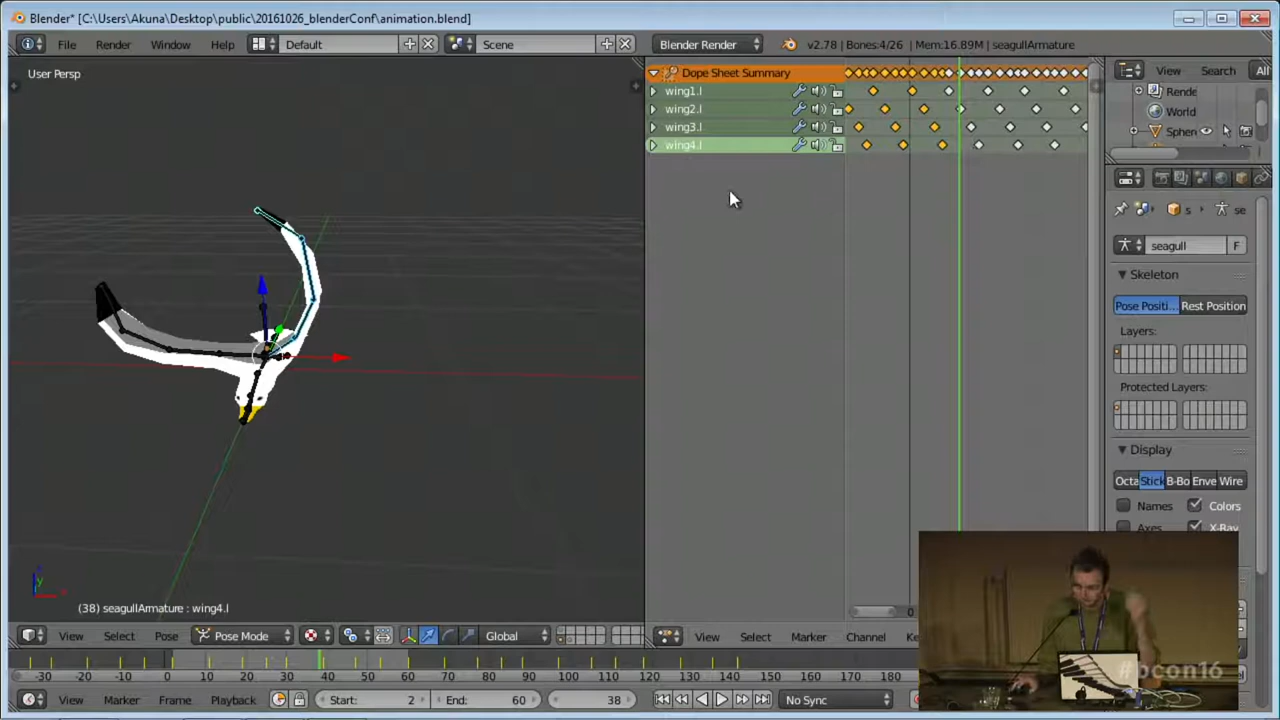 Blender* [C:\Users\Akuna\Desktop\public\20161026_blenderConf\animation.blend]
File Render Window Help Default Scene Blender Render v2.78 | Bones:4/26 | Mem:16.89M | seagullArmature
User Persp
Dope Sheet Summary
wing1.l
wing2.l
wing3.l
wing4.l
View Search All
Rende
World
Spher
s se
seagull F
Skeleton
Pose Positi... Rest Position
Layers:
Protected Layers:
Display
Octa Stick B-Bo Enve Wire
Names Colors
Axes X-Ray
(38) seagullArmature : wing4.l
0
View Select Pose Pose Mode Global
View Select Marker Channel Ke
-30 -20 -10 0 10 20 30 40 50 60 70 80 90 100 110 120 130 140 150 160 170 180
View Marker Frame Playback Start: 2 End: 60 38 No Sync
#bcon16